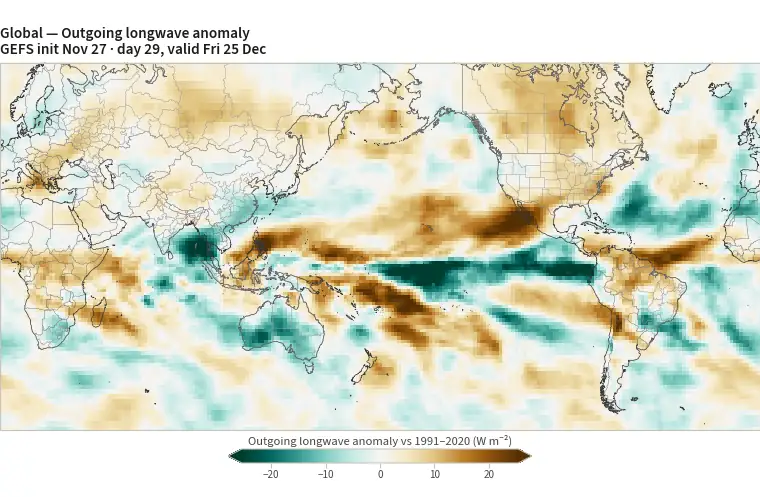 Global — Outgoing longwave anomaly
GEFS init Nov 27 · day 29, valid Fri 25 Dec
Outgoing longwave anomaly vs 1991–2020 (W m⁻²)
−20 −10 0 10 20